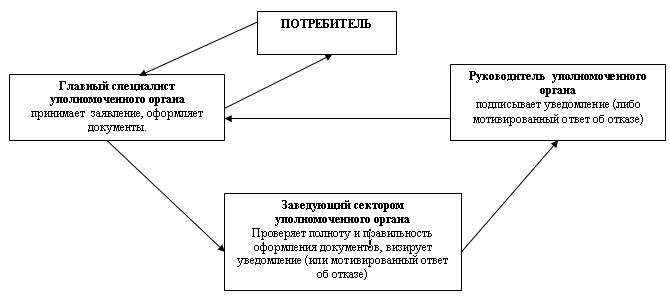 ПОТРЕБИТЕЛЬ
Главный специалист
уполномоченного органа
принимает заявление, оформляет
документы.
Руководитель уполномоченного
органа
подписывает уведомление (либо
мотивированный ответ об отказе)
Заведующий сектором
уполномоченного органа
Проверяет полноту и правильность
оформления документов, визирует
уведомление (или мотивированный ответ
об отказе)